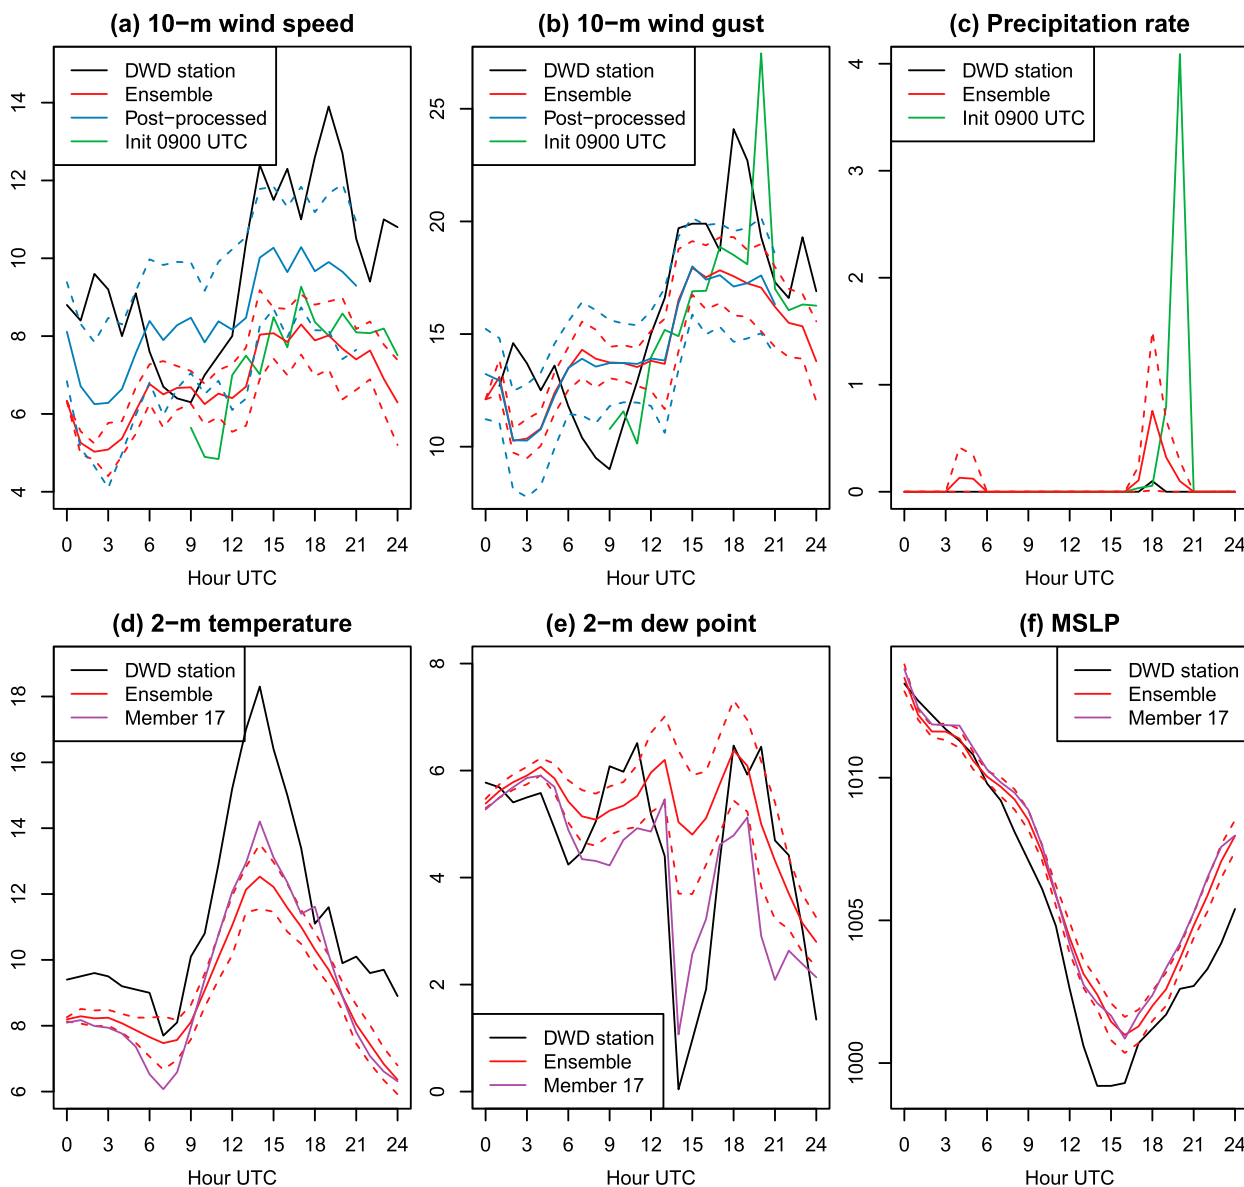 (a) 10−m wind speed
DWD station
Ensemble
Post−processed
Init 0900 UTC
14
12
10
8
6
4
0 3 6 9 12 15 18 21 24
Hour UTC
(b) 10−m wind gust
DWD station
Ensemble
Post−processed
Init 0900 UTC
25
20
15
10
0 3 6 9 12 15 18 21 24
Hour UTC
(c) Precipitation rate
DWD station
Ensemble
Init 0900 UTC
4
3
2
1
0
0 3 6 9 12 15 18 21 24
Hour UTC
(d) 2−m temperature
DWD station
Ensemble
Member 17
18
16
14
12
10
8
6
0 3 6 9 12 15 18 21 24
Hour UTC
(e) 2−m dew point
8
6
4
2
0
DWD station
Ensemble
Member 17
0 3 6 9 12 15 18 21 24
Hour UTC
(f) MSLP
DWD station
Ensemble
Member 17
1010
1005
1000
0 3 6 9 12 15 18 21 24
Hour UTC